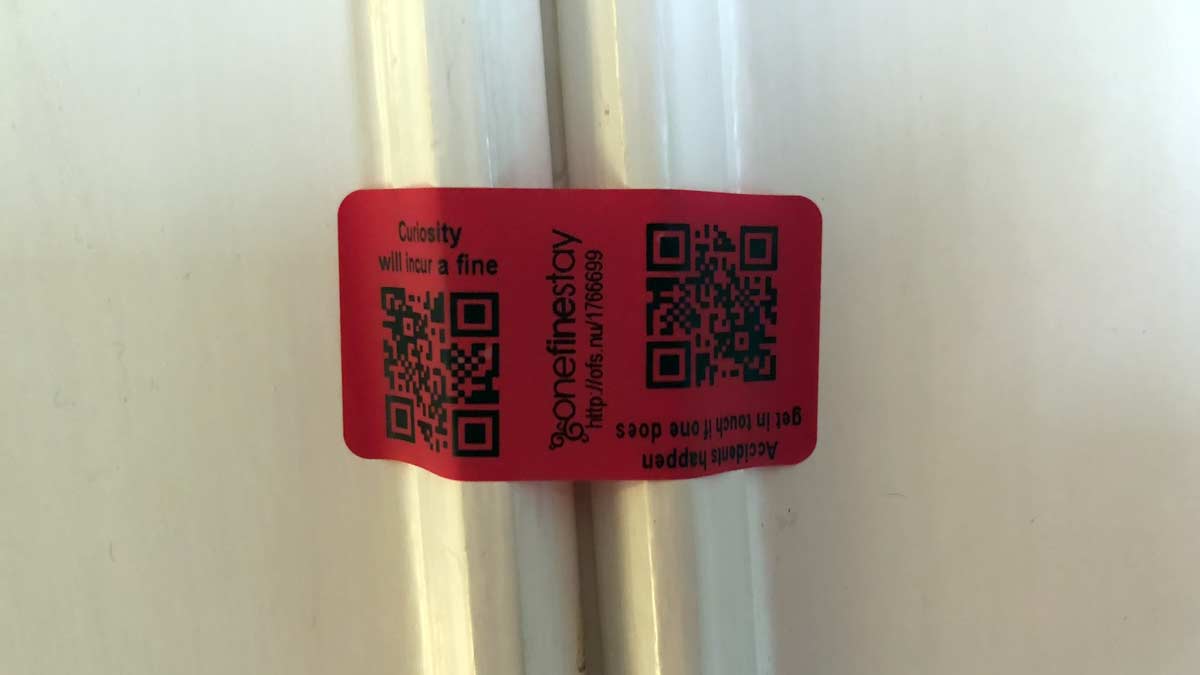 Curiosity
will incur a fine
onefinestay
http://ofs.nu/1766699
Accidents happen
get in touch if one does